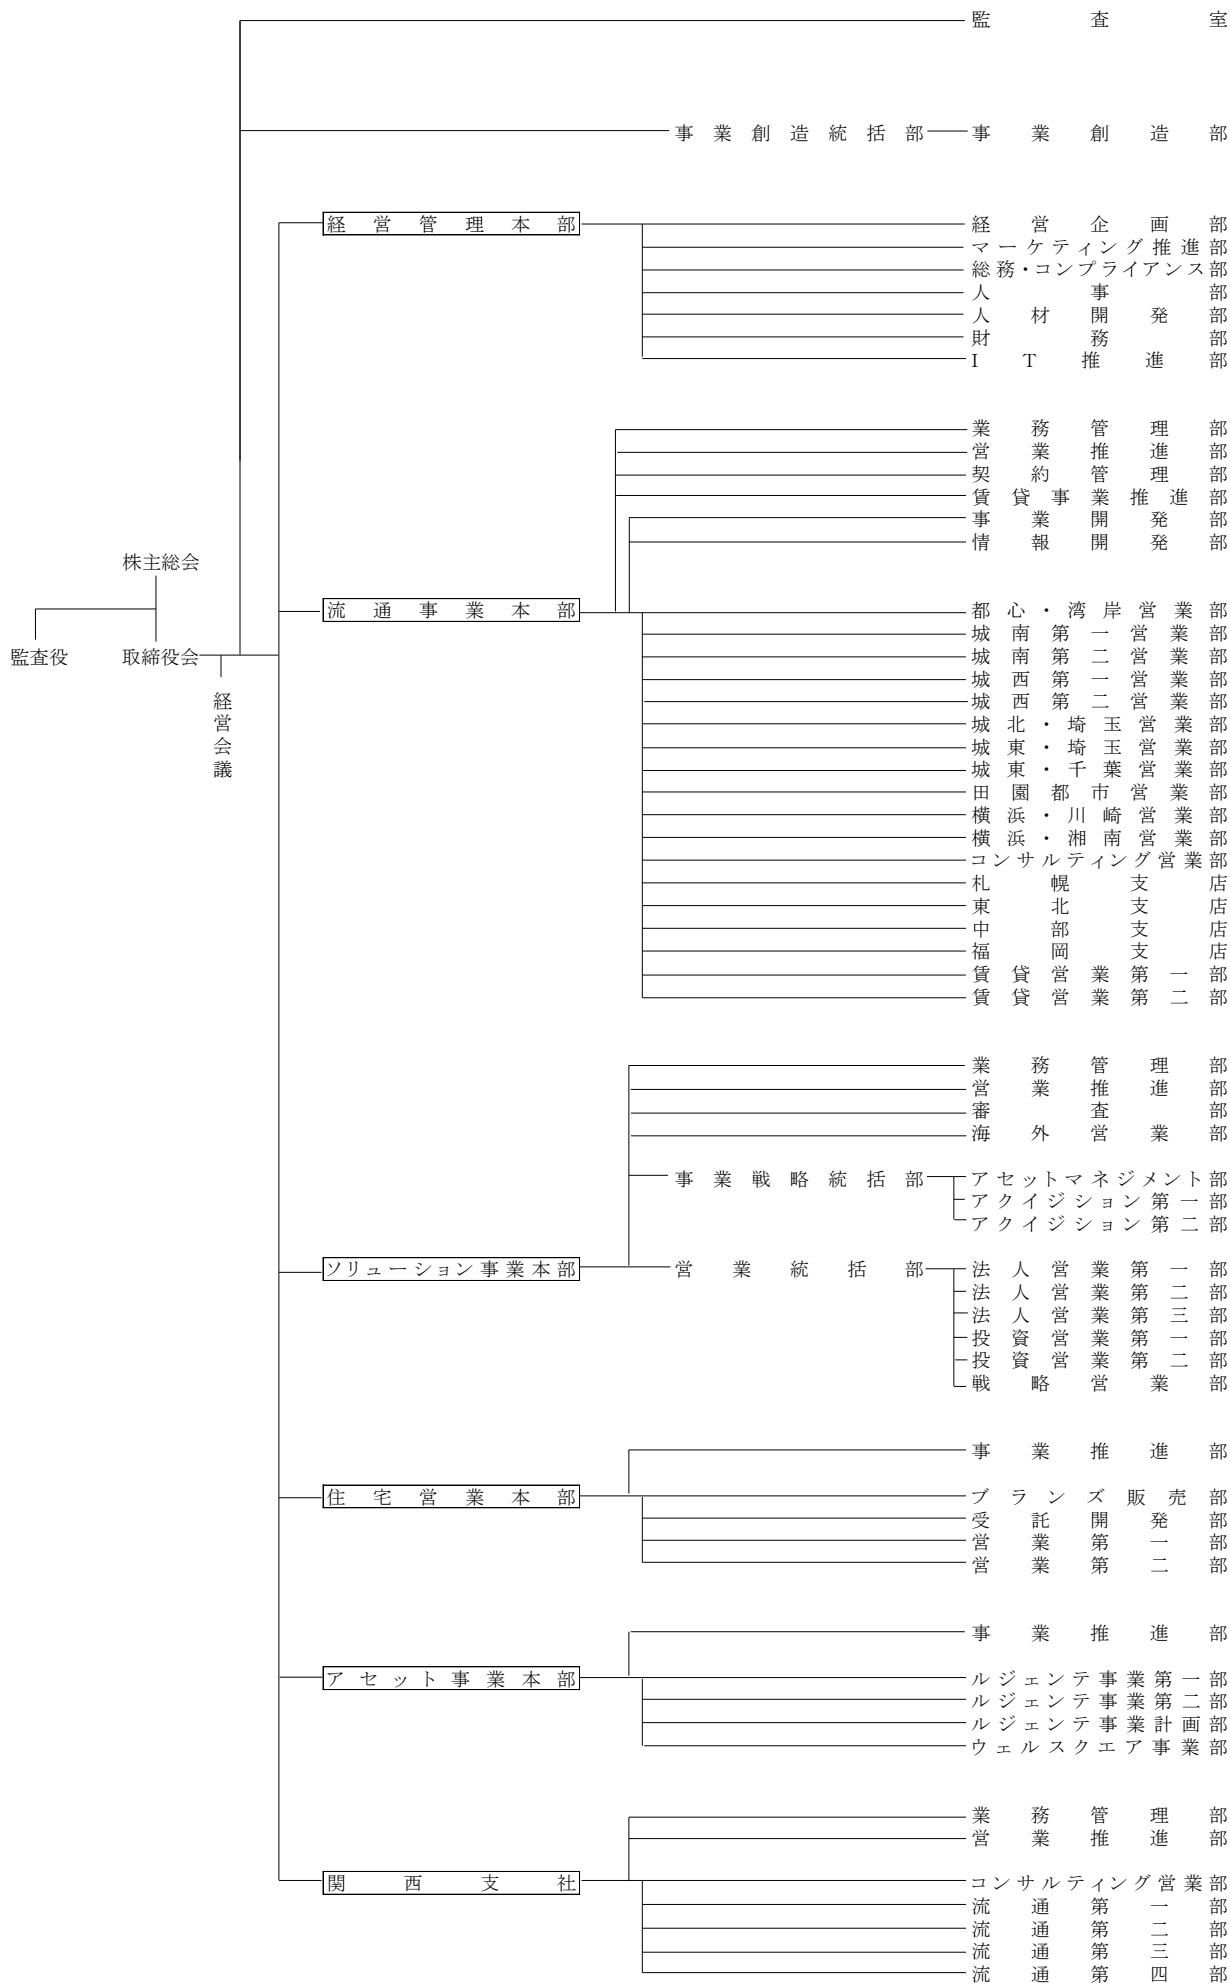 監査室
事業創造統括部 事業創造部
経営管理本部 経営企画部
マーケティング推進部
総務・コンプライアンス部
人事部
人材開発部
財務部
IT推進部
業務管理部
営業推進部
契約管理部
賃貸事業推進部
事業開発部
情報開発部
株主総会
流通事業本部 都心・湾岸営業部
城南第一営業部
監査役 取締役会 城南第二営業部
経営会議
城西第一営業部
城西第二営業部
城北・埼玉営業部
城東・埼玉営業部
城東・千葉営業部
田園都市営業部
横浜・川崎営業部
横浜・湘南営業部
コンサルティング営業部
札幌支店
東北支店
中部支店
福岡支店
賃貸営業第一部
賃貸営業第二部
業務管理部
営業推進部
審査部
海外営業部
事業戦略統括部 アセットマネジメント部
アクイジション第一部
アクイジション第二部
ソリューション事業本部 営業統括部 法人営業第一部
法人営業第二部
法人営業第三部
投資営業第一部
投資営業第二部
戦略営業部
事業推進部
住宅営業本部 ブランズ販売部
受託開発部
営業第一部
営業第二部
事業推進部
アセット事業本部 ルジェンテ事業第一部
ルジェンテ事業第二部
ルジェンテ事業計画部
ウェルスクエア事業部
業務管理部
営業推進部
関西支社 コンサルティング営業部
流通第一部
流通第二部
流通第三部
流通第四部